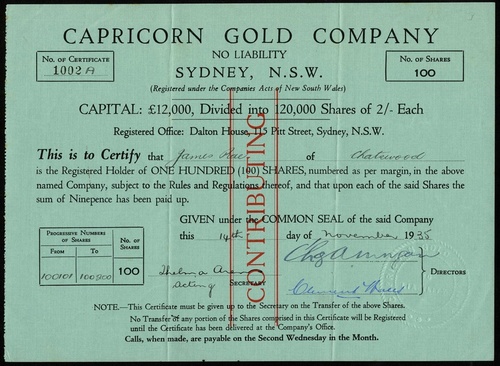 CAPRICORN GOLD COMPANY
NO LIABILITY
SYDNEY, N.S.W.
(Registered under the Companies Acts of New South Wales)
No. of Certificate
1002 A
No. of Shares
100
CAPITAL: £12,000, Divided into 120,000 Shares of 2/- Each
Registered Office: Dalton House, 115 Pitt Street, Sydney, N.S.W.
This is to Certify that James of Chatswood
is the Registered Holder of ONE HUNDRED (100) SHARES, numbered as per margin, in the above
named Company, subject to the Rules and Regulations thereof, and that upon each of the said Shares the
sum of Ninepence has been paid up.
GIVEN under the COMMON SEAL of the said Company
this 14th day of November 1935
Progressive Numbers of Shares
From To
100101 100200
No. of Shares
100
CONTRIBUTING
Thelma
Acting Secretary
Directors
NOTE.—This Certificate must be given up to the Secretary on the Transfer of the above Shares.
No Transfer of any portion of the Shares comprised in this Certificate will be Registered
until the Certificate has been delivered at the Company's Office.
Calls, when made, are payable on the Second Wednesday in the Month.